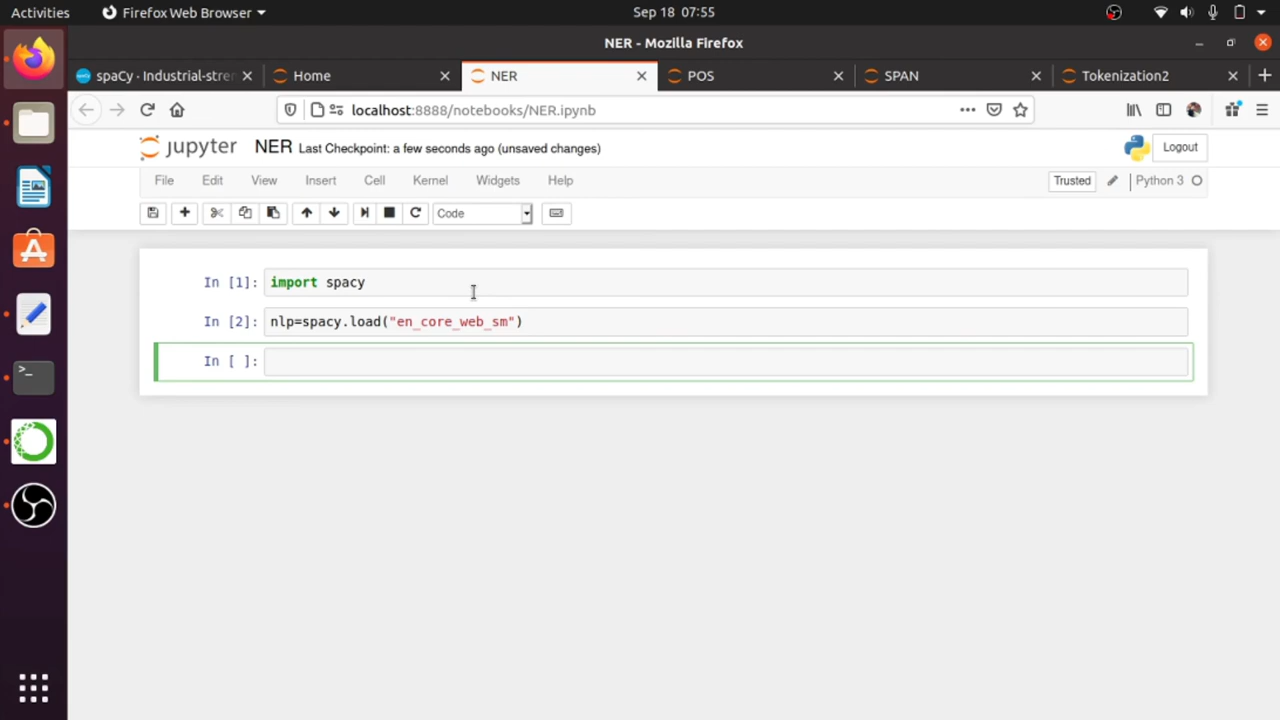 Activities Firefox Web Browser Sep 18 07:55
NER - Mozilla Firefox
spaCy · Industrial-stren Home NER POS SPAN Tokenization2
localhost:8888/notebooks/NER.ipynb
jupyter NER Last Checkpoint: a few seconds ago (unsaved changes) Logout
File Edit View Insert Cell Kernel Widgets Help Trusted Python 3
Code
In [1]: import spacy
In [2]: nlp=spacy.load("en_core_web_sm")
In [ ]: